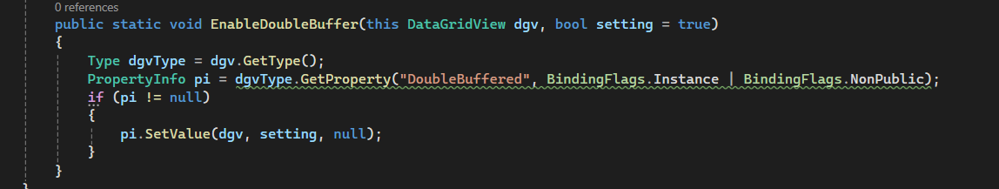 0 references
public static void EnableDoubleBuffer(this DataGridView dgv, bool setting = true)
{
Type dgvType = dgv.GetType();
PropertyInfo pi = dgvType.GetProperty("DoubleBuffered", BindingFlags.Instance | BindingFlags.NonPublic);
if (pi != null)
{
pi.SetValue(dgv, setting, null);
}
}
}